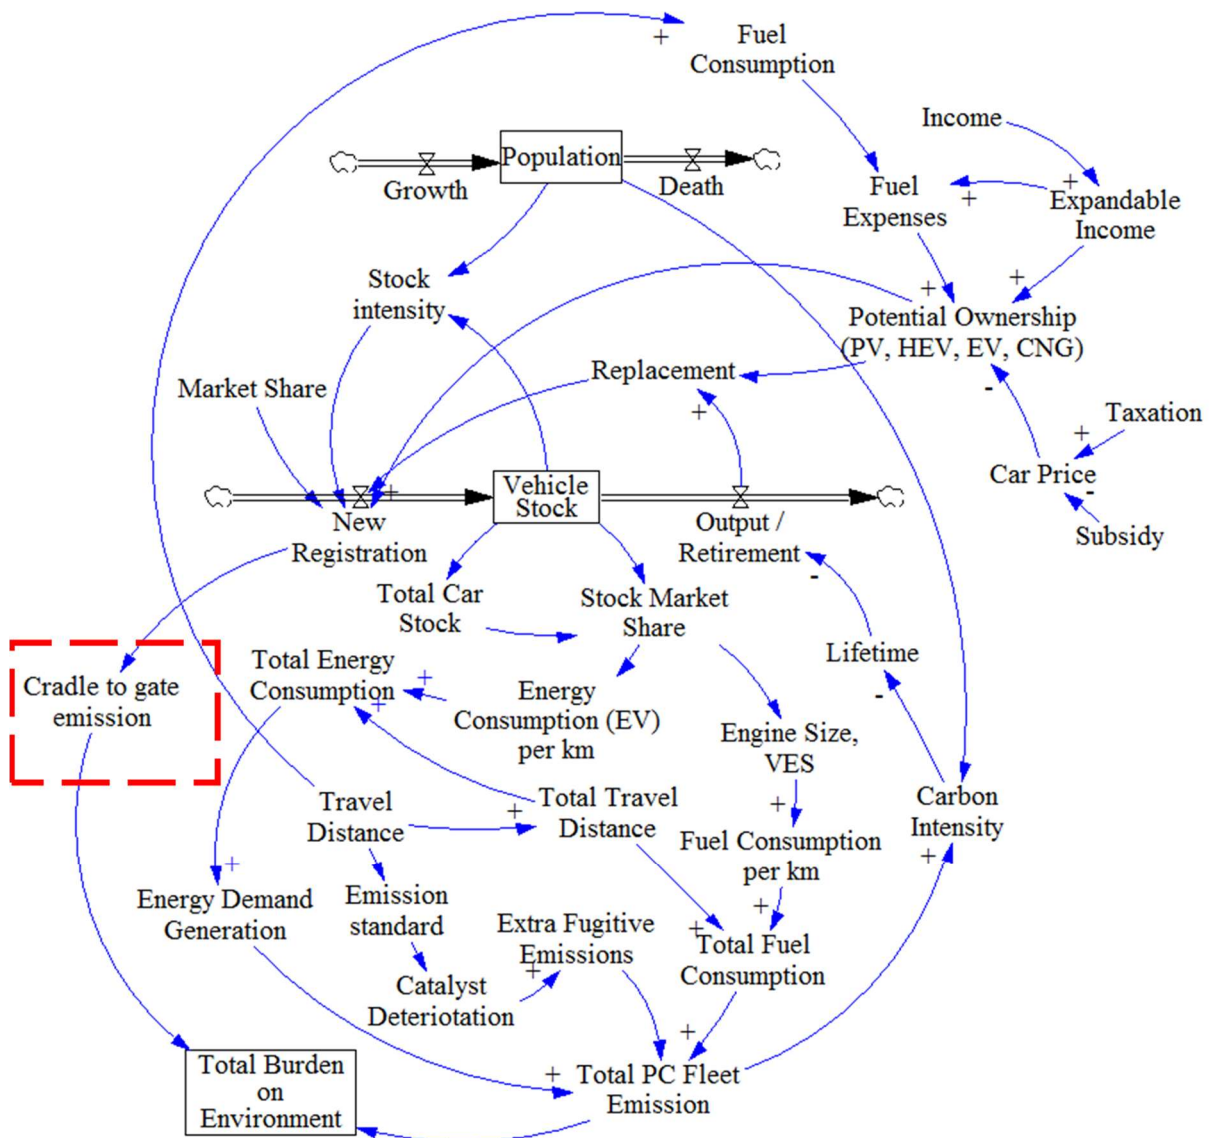 Fuel
Consumption
+
Income
Population
Growth
Death
Fuel
Expenses
+
+
Expandable
Income
Stock
intensity
+
+
Potential Ownership
(PV, HEV, EV, CNG)
Replacement
-
Market Share
+
Taxation
+
Car Price
-
Subsidy
Vehicle
Stock
+
New
Registration
Output /
Retirement
-
Total Car
Stock
Stock Market
Share
Lifetime
-
Cradle to gate
emission
Total Energy
Consumption
+
+
Energy
Consumption (EV)
per km
Engine Size,
VES
+
Travel
Distance
+
Total Travel
Distance
Fuel Consumption
per km
+
Carbon
Intensity
+
+
Energy Demand
Generation
Emission
standard
Extra Fugitive
Emissions
+
+
Total Fuel
Consumption
Catalyst
Deteriotation
+
Total Burden
on
Environment
+
Total PC Fleet
Emission